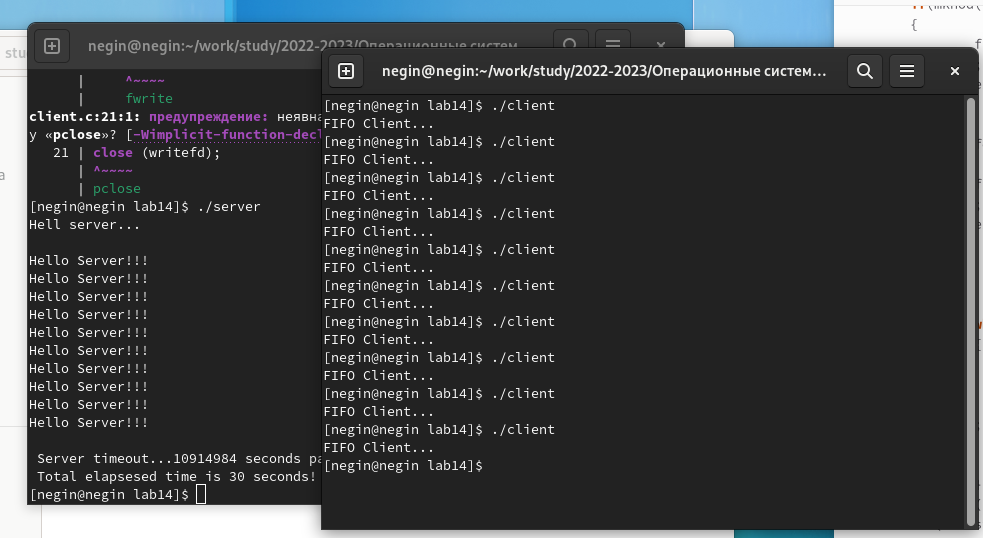 negin@negin:~/work/study/2022-2023/Операционные систем...
^~~~~
fwrite
client.c:21:1: предупреждение: неявна
у «pclose»? [-Wimplicit-function-decl
21 | close (writefd);
| ^~~~~
| pclose
[negin@negin lab14]$ ./server
Hell server...
Hello Server!!!
Hello Server!!!
Hello Server!!!
Hello Server!!!
Hello Server!!!
Hello Server!!!
Hello Server!!!
Hello Server!!!
Hello Server!!!
Hello Server!!!
Server timeout...10914984 seconds pa
Total elapsesed time is 30 seconds!
[negin@negin lab14]$
negin@negin:~/work/study/2022-2023/Операционные систем...
[negin@negin lab14]$ ./client
FIFO Client...
[negin@negin lab14]$ ./client
FIFO Client...
[negin@negin lab14]$ ./client
FIFO Client...
[negin@negin lab14]$ ./client
FIFO Client...
[negin@negin lab14]$ ./client
FIFO Client...
[negin@negin lab14]$ ./client
FIFO Client...
[negin@negin lab14]$ ./client
FIFO Client...
[negin@negin lab14]$ ./client
FIFO Client...
[negin@negin lab14]$ ./client
FIFO Client...
[negin@negin lab14]$ ./client
FIFO Client...
[negin@negin lab14]$